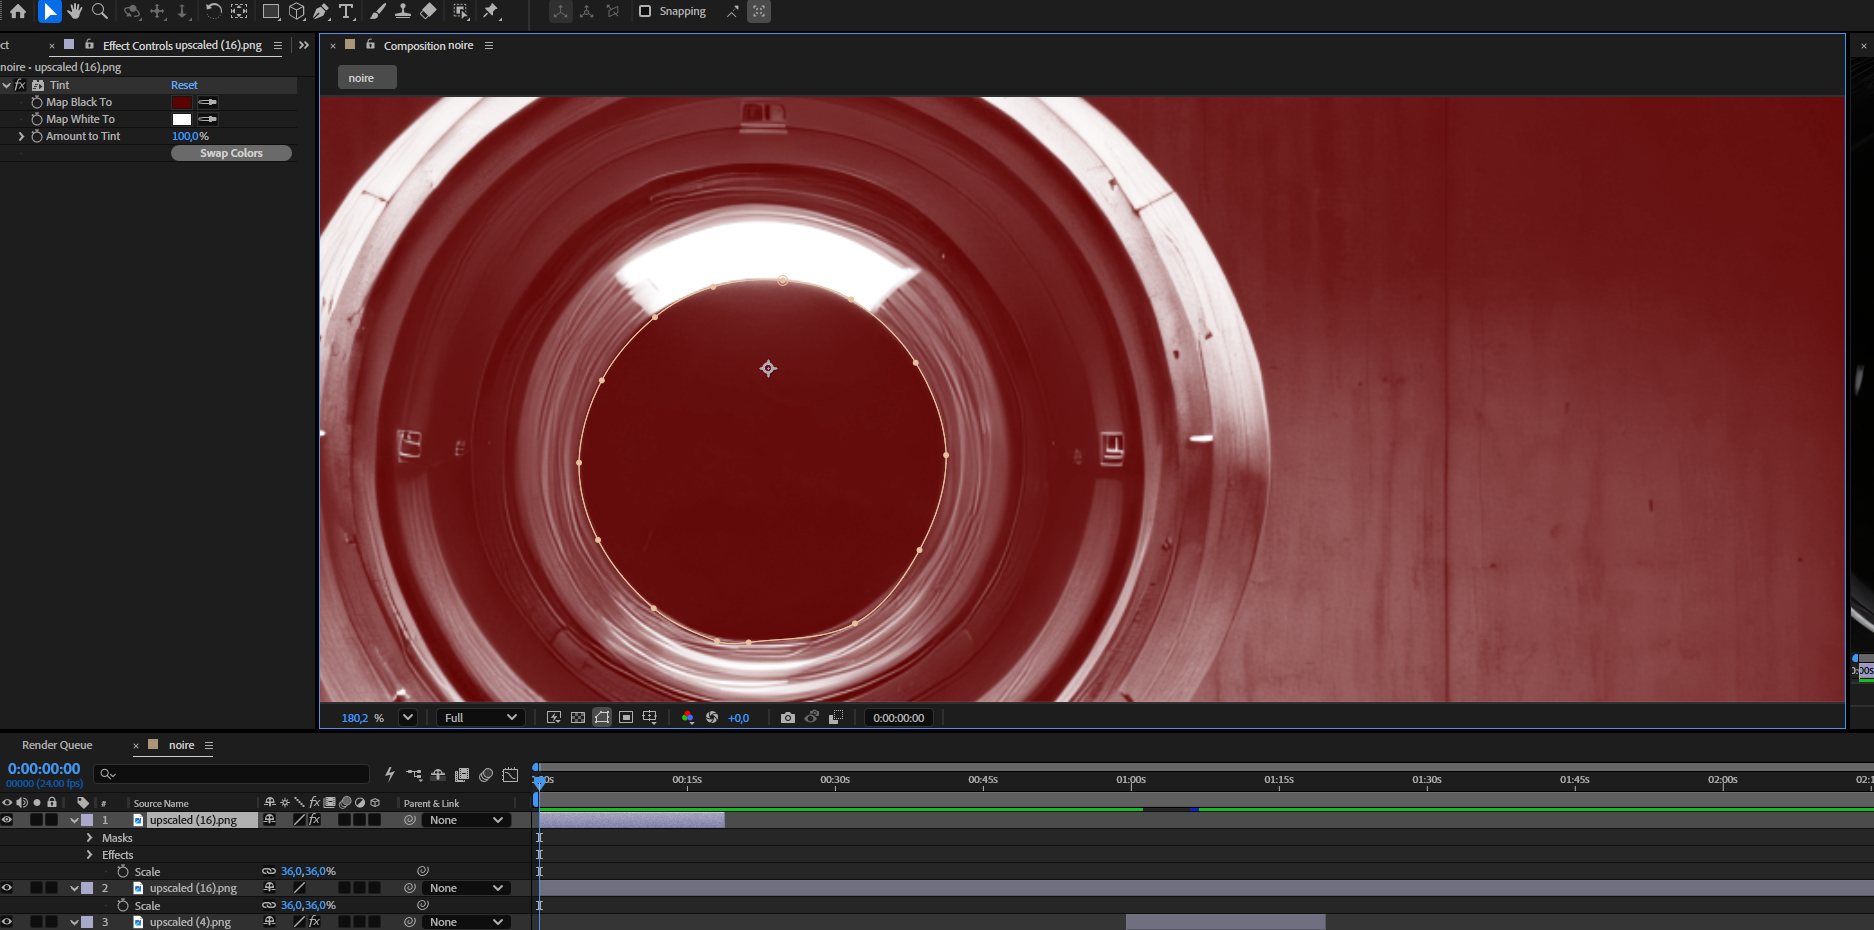 Snapping
ct × Effect Controls upscaled (16).png
noire • upscaled (16).png
fx Tint Reset
Map Black To
Map White To
Amount to Tint 100,0%
Swap Colors
× Composition noire
noire
180,2 % Full +0,0 0:00:00:00
Render Queue × noire
0:00:00:00
00000 (24.00 fps)
00:15s 00:30s 00:45s 01:00s 01:15s 01:30s 01:45s 02:00s
# Source Name fx Parent & Link
1 upscaled (16).png fx None
Masks
Effects
Scale 36,0,36,0%
2 upscaled (16).png None
Scale 36,0,36,0%
3 upscaled (4).png fx None